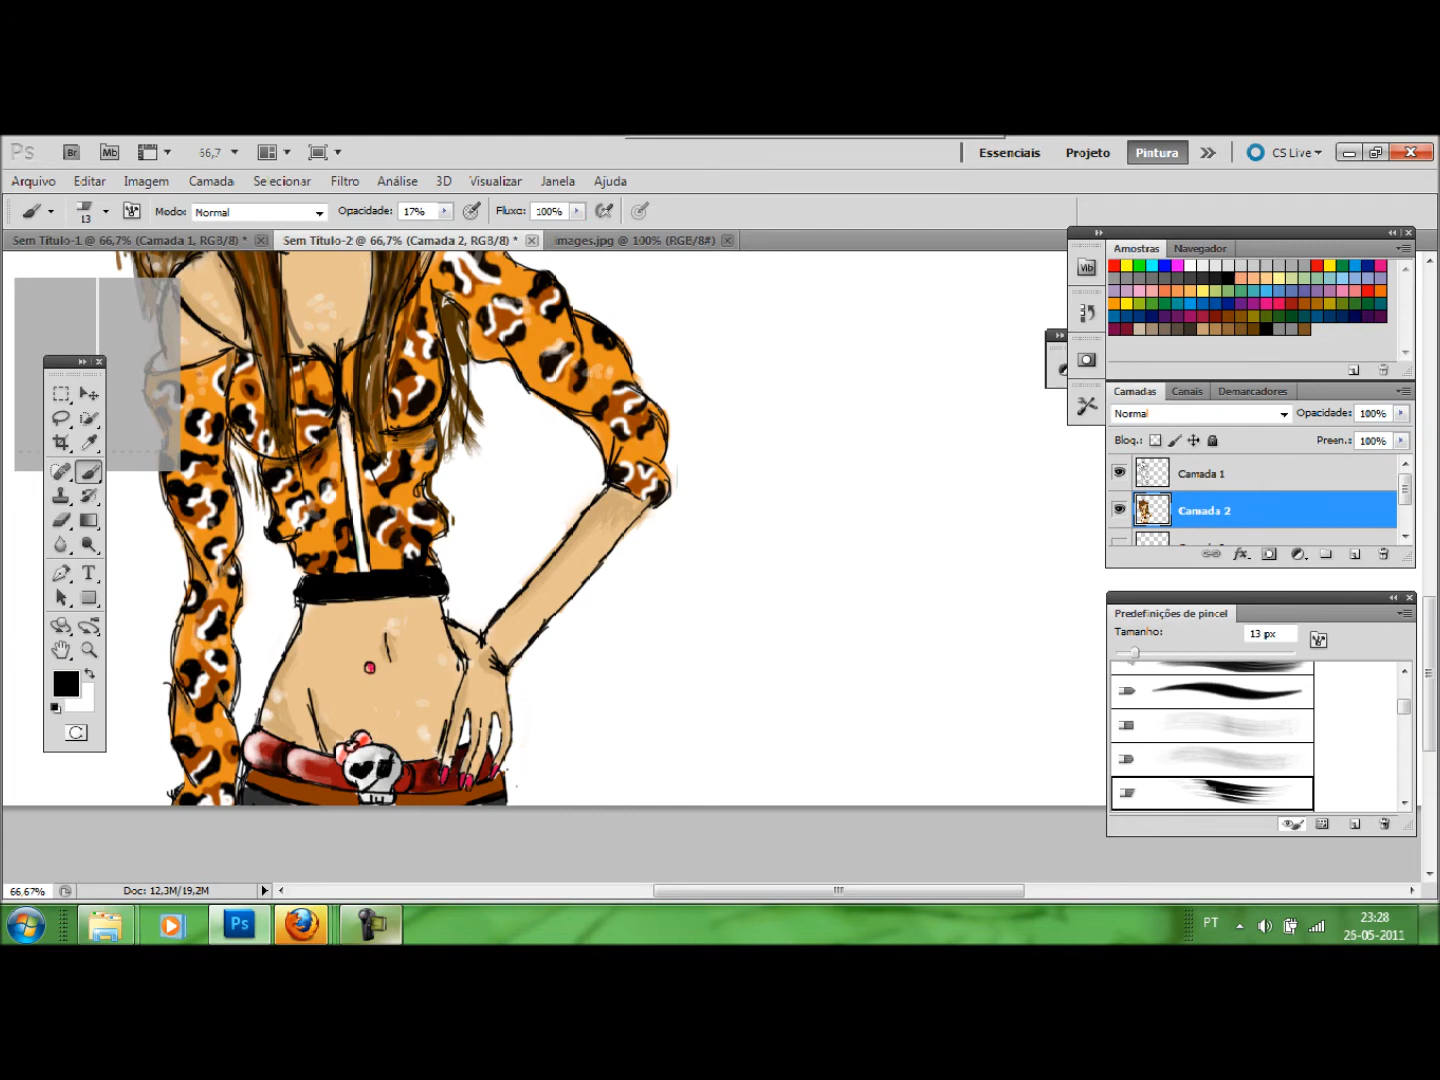 Ps Br Mb 66,7 Essenciais Projeto Pintura CS Live
Arquivo Editar Imagem Camada Selecionar Filtro Análise 3D Visualizar Janela Ajuda
13 Modo: Normal Opacidade: 17% Fluxo: 100%
Sem Título-1 @ 66,7% (Camada 1, RGB/8) * Sem Título-2 @ 66,7% (Camada 2, RGB/8) * images.jpg @ 100% (RGB/8#)
Amostras Navegador
Mb
Camadas Canais Demarcadores
Normal Opacidade: 100%
Bloq.: Preen.: 100%
Camada 1
Camada 2
fx
Predefinições de pincel
Tamanho: 13 px
T
66,67% Doc: 12,3M/19,2M
Ps PT 23:28
26-05-2011